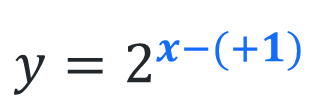 y = 2^{x-(+1)}